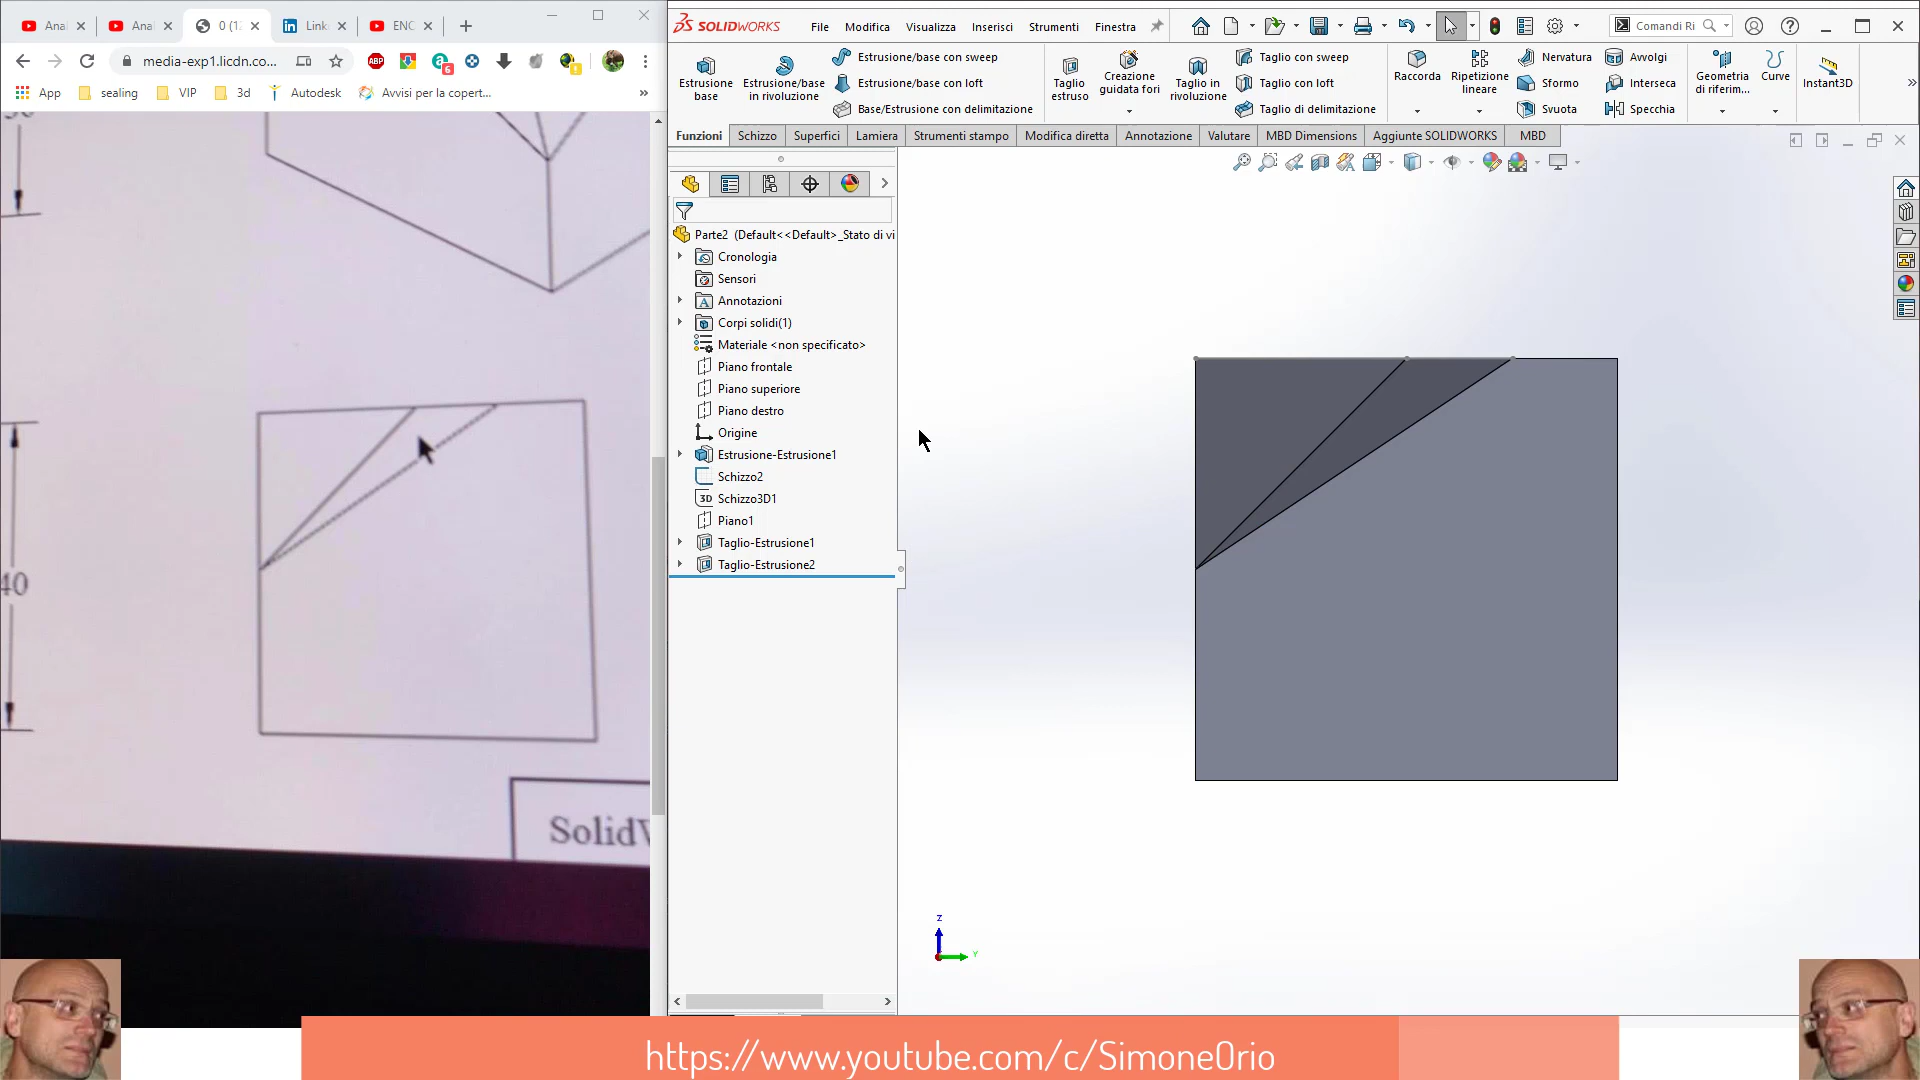 Anal
Anal
0 (12
Link
ENC
media-exp1.licdn.co...
App
sealing
VIP
3d
Autodesk
Avvisi per la copert...
ABP
6
40
SOLIDWORKS
File
Modifica
Visualizza
Inserisci
Strumenti
Finestra
Comandi Ri
Estrusione base
Estrusione/base in rivoluzione
Estrusione/base con sweep
Estrusione/base con loft
Base/Estrusione con delimitazione
Taglio estruso
Creazione guidata fori
Taglio in rivoluzione
Taglio con sweep
Taglio con loft
Taglio di delimitazione
Raccorda
Ripetizione lineare
Nervatura
Sformo
Svuota
Avvolgi
Interseca
Specchia
Geometria di riferim...
Curve
Instant3D
Funzioni
Schizzo
Superfici
Lamiera
Strumenti stampo
Modifica diretta
Annotazione
Valutare
MBD Dimensions
Aggiunte SOLIDWORKS
MBD
Parte2 (Default<<Default>_Stato di vi
Cronologia
Sensori
Annotazioni
Corpi solidi(1)
Materiale <non specificato>
Piano frontale
Piano superiore
Piano destro
Origine
Estrusione-Estrusione1
Schizzo2
3D Schizzo3D1
Piano1
Taglio-Estrusione1
Taglio-Estrusione2
Z
Y
https://www.youtube.com/c/SimoneOrio